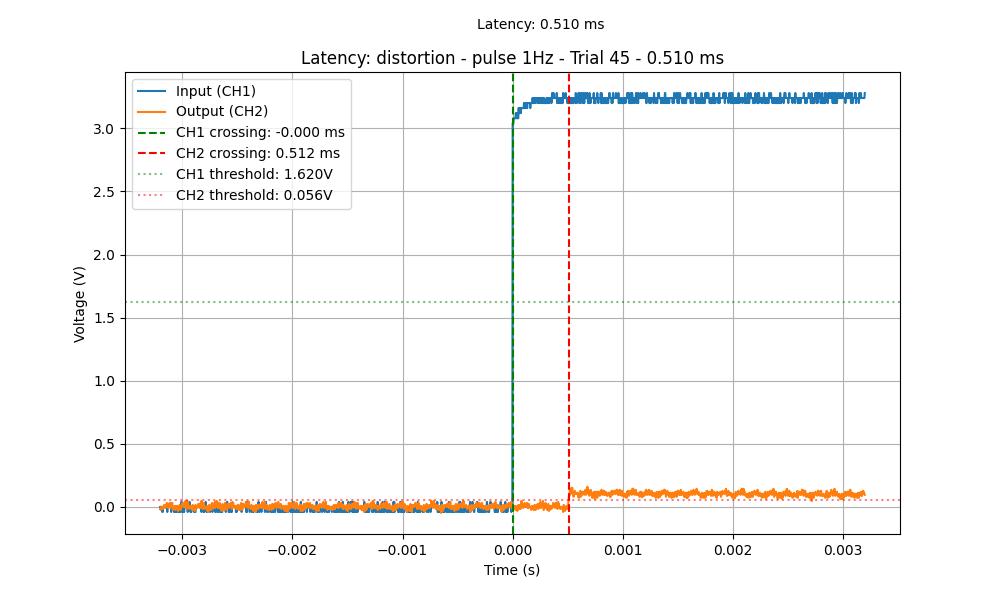 Latency: 0.510 ms
Latency: distortion - pulse 1Hz - Trial 45 - 0.510 ms
Input (CH1)
Output (CH2)
CH1 crossing: -0.000 ms
CH2 crossing: 0.512 ms
CH1 threshold: 1.620V
CH2 threshold: 0.056V
Voltage (V)
3.0
2.5
2.0
1.5
1.0
0.5
0.0
−0.003 −0.002 −0.001 0.000 0.001 0.002 0.003
Time (s)